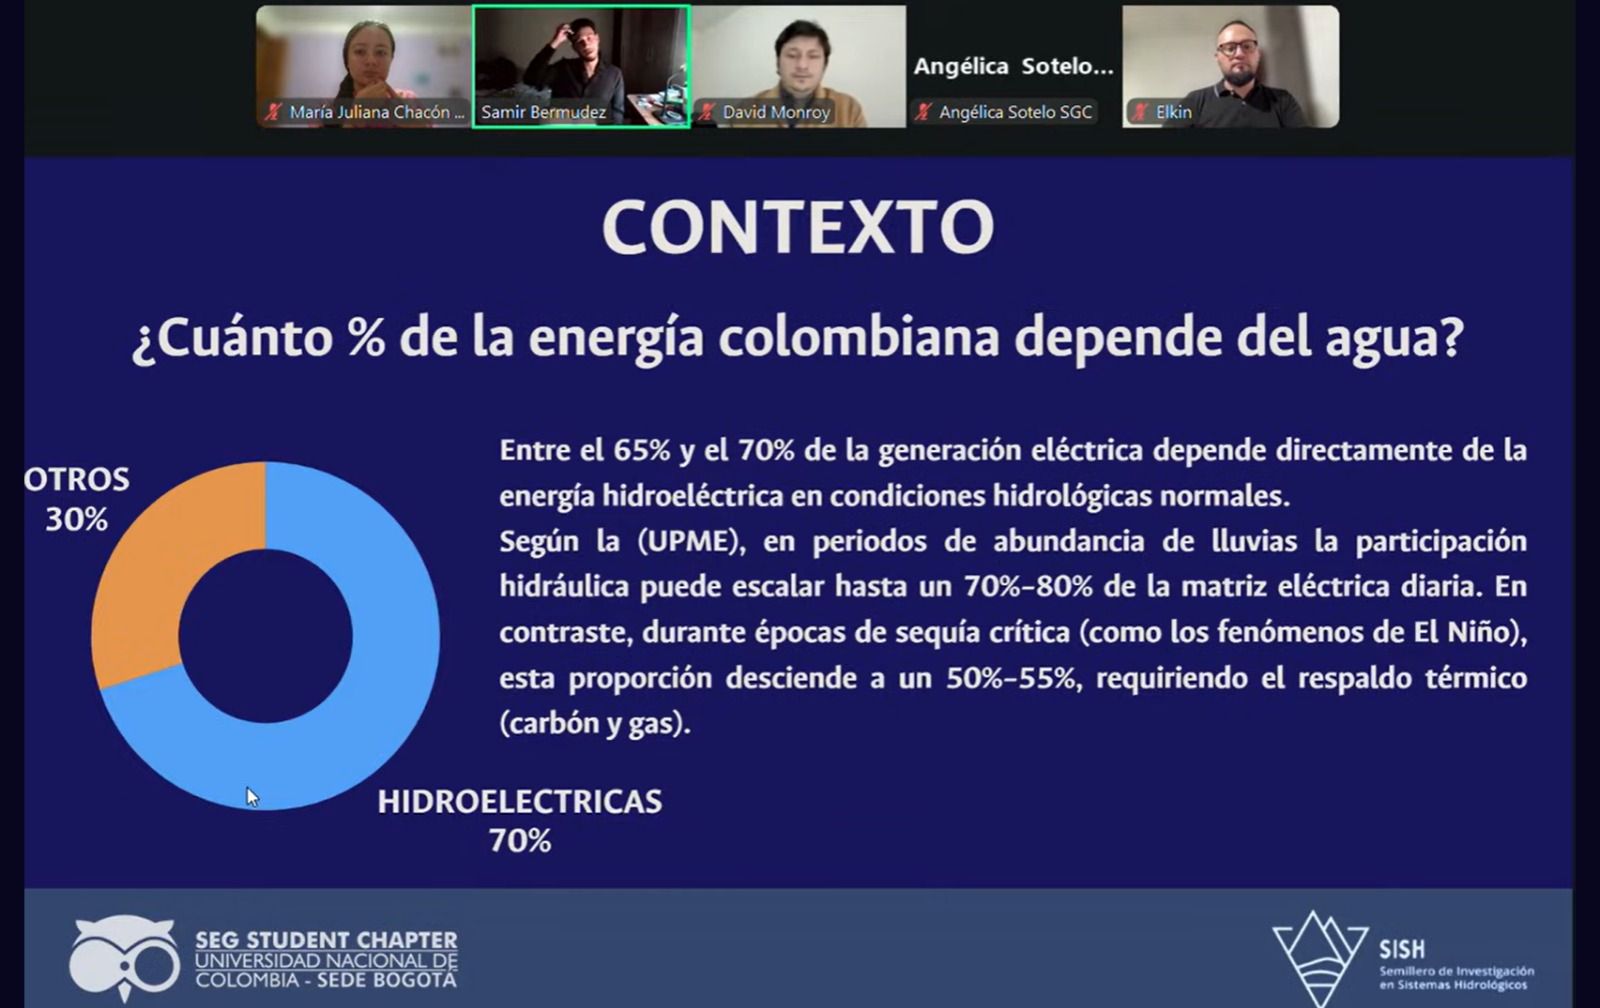 Angélica Sotelo...
María Juliana Chacón ...
Samir Bermudez
David Monroy
Angélica Sotelo SGC
Elkin
CONTEXTO
¿Cuánto % de la energía colombiana depende del agua?
OTROS
30%
HIDROELECTRICAS
70%
Entre el 65% y el 70% de la generación eléctrica depende directamente de la
energía hidroeléctrica en condiciones hidrológicas normales.
Según la (UPME), en periodos de abundancia de lluvias la participación
hidráulica puede escalar hasta un 70%–80% de la matriz eléctrica diaria. En
contraste, durante épocas de sequía crítica (como los fenómenos de El Niño),
esta proporción desciende a un 50%–55%, requiriendo el respaldo térmico
(carbón y gas).
SEG STUDENT CHAPTER
UNIVERSIDAD NACIONAL DE
COLOMBIA - SEDE BOGOTÁ
SISH
Semillero de Investigación
en Sistemas Hidrológicos